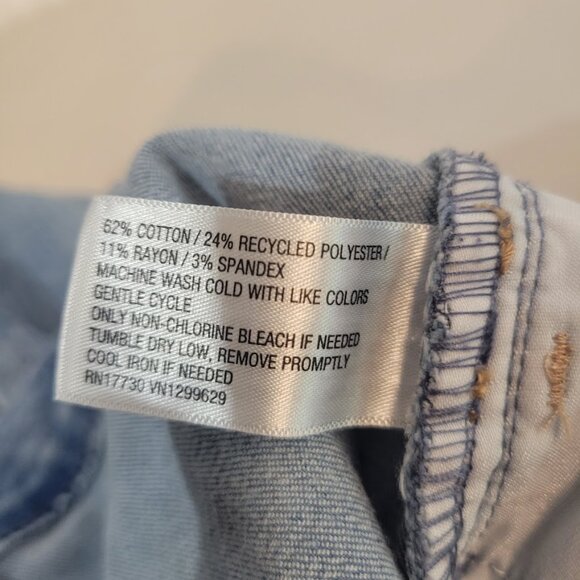 62% COTTON / 24% RECYCLED POLYESTER /
11% RAYON / 3% SPANDEX
MACHINE WASH COLD WITH LIKE COLORS
GENTLE CYCLE
ONLY NON-CHLORINE BLEACH IF NEEDED
TUMBLE DRY LOW, REMOVE PROMPTLY
COOL IRON IF NEEDED
RN17730 VN1299629